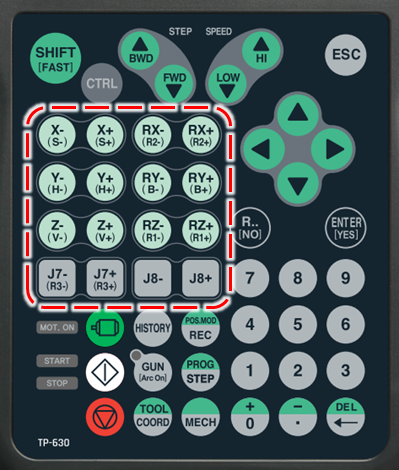 STEP SPEED
SHIFT
[FAST]
BWD
HI
ESC
CTRL
FWD
LOW
X-
(S-)
X+
(S+)
RX-
(R2-)
RX+
(R2+)
Y-
(H-)
Y+
(H+)
RY-
(B-)
RY+
(B+)
Z-
(V-)
Z+
(V+)
RZ-
(R1-)
RZ+
(R1+)
R..
[NO]
ENTER
[YES]
J7-
(R3-)
J7+
(R3+)
J8-
J8+
7
8
9
MOT. ON
HISTORY
POS.MOD
REC
4
5
6
START
STOP
GUN
[Arc On]
PROG
STEP
1
2
3
TOOL
COORD
MECH
+
0
-
.
DEL
TP-630